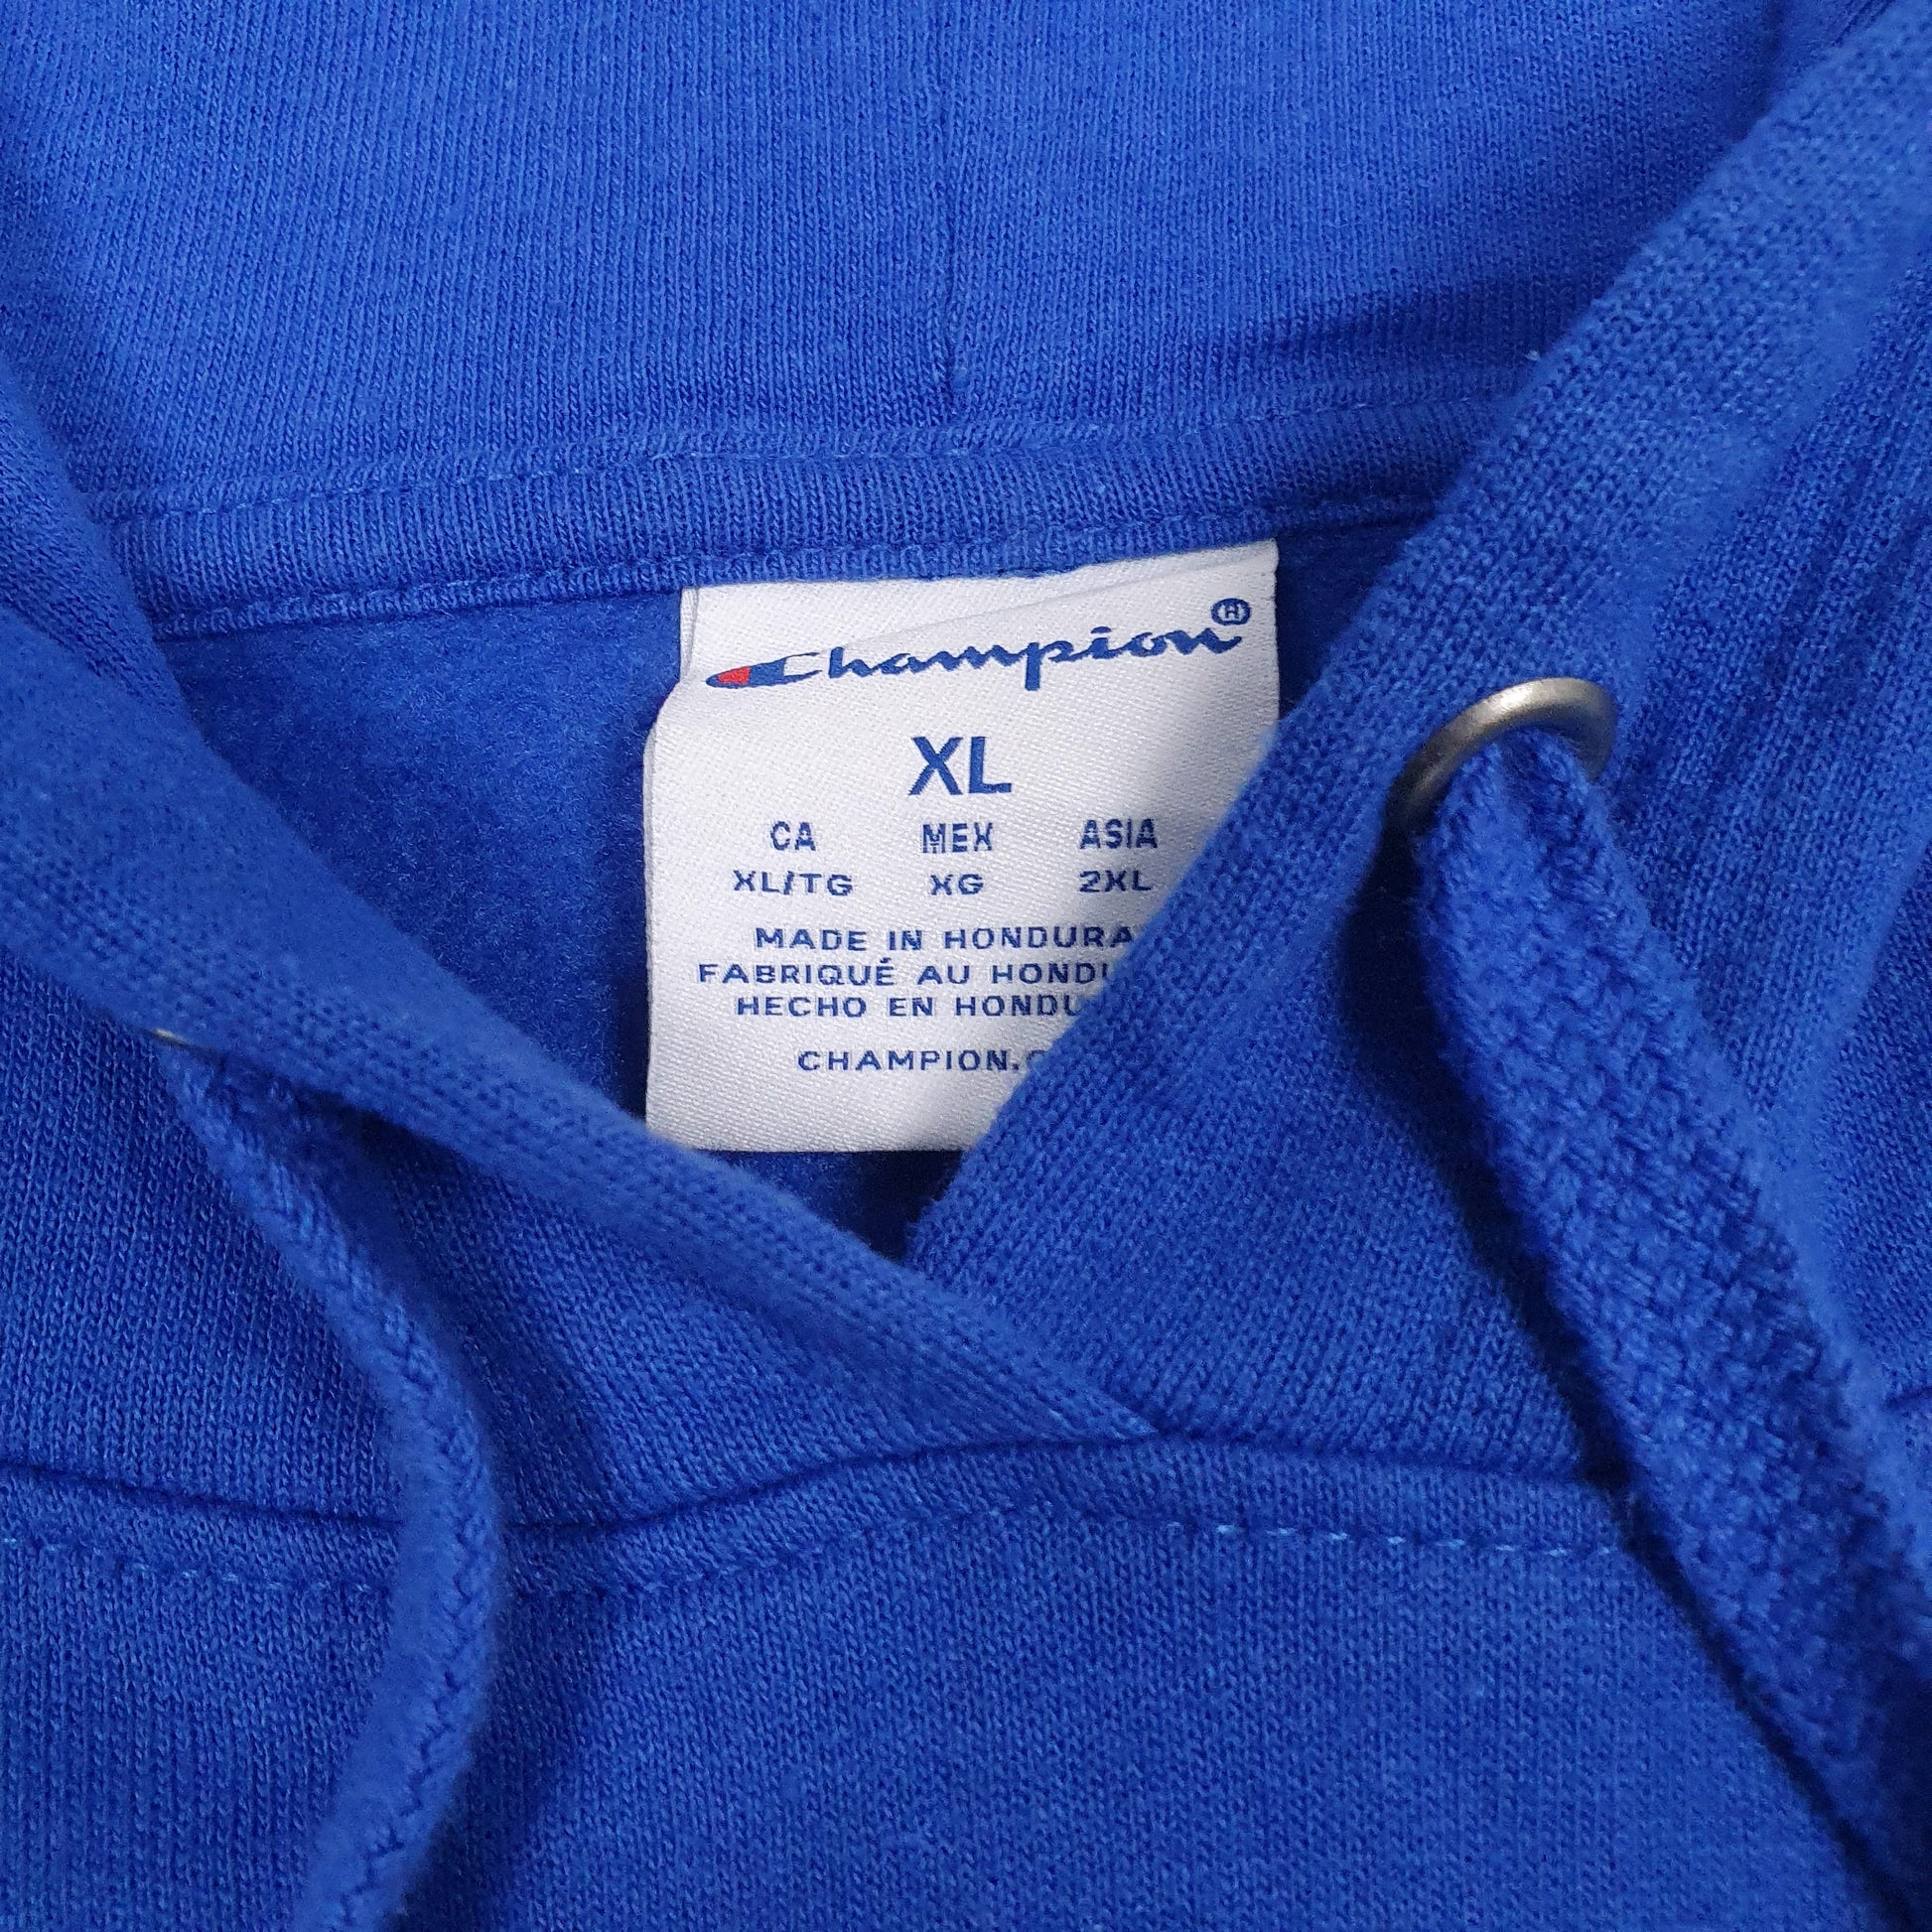 Champion®
XL
CA MEX ASIA
XL/TG XG 2XL
MADE IN HONDURA
FABRIQUÉ AU HONDU
HECHO EN HONDU
CHAMPION.